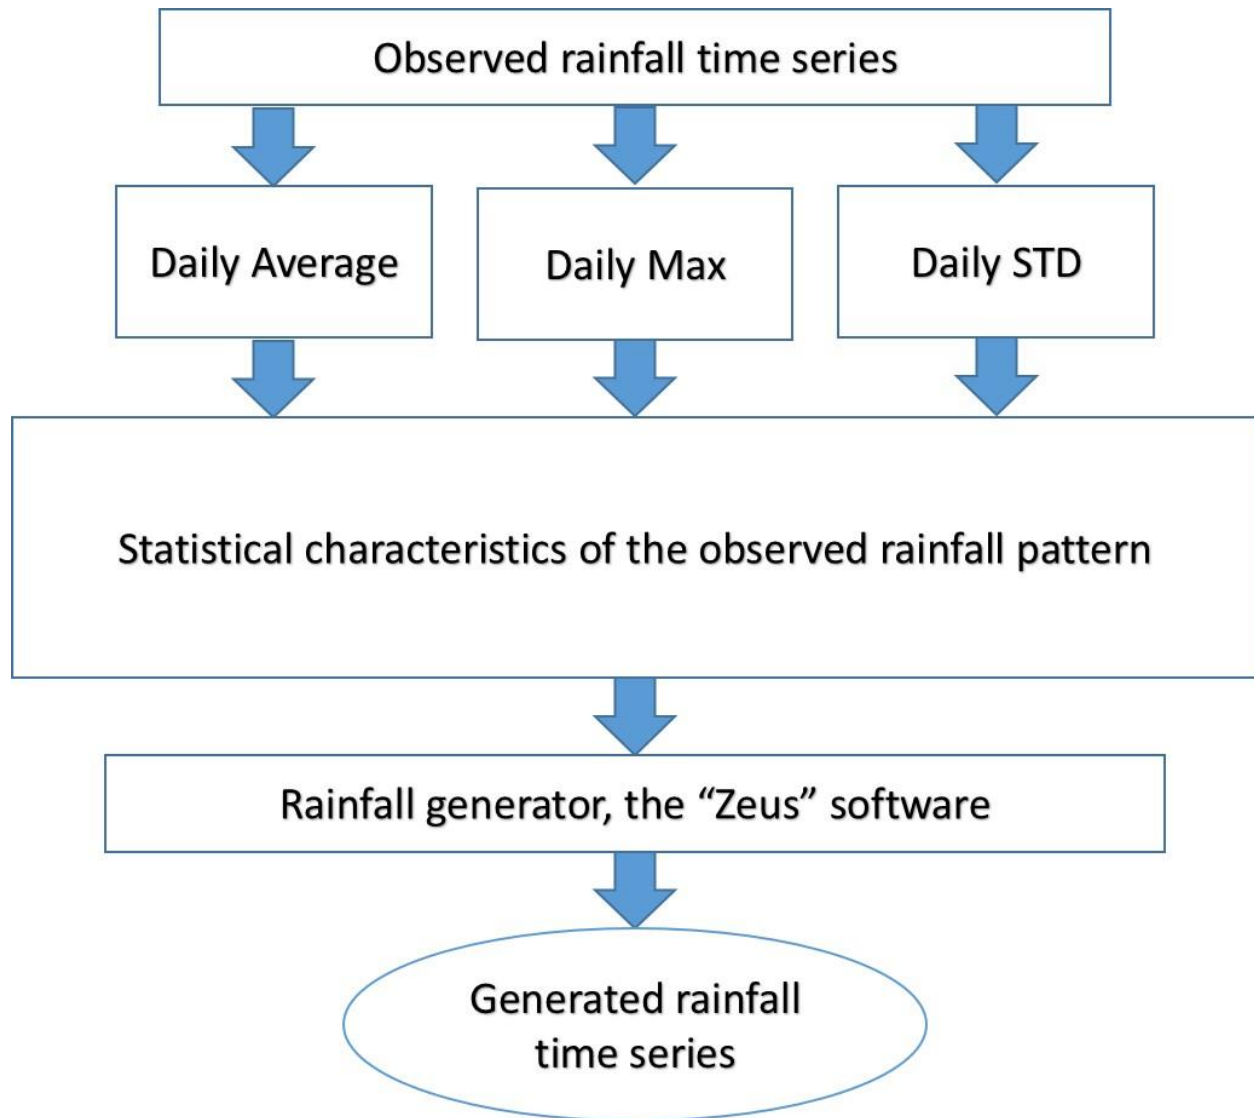 Observed rainfall time series
Daily Average
Daily Max
Daily STD
Statistical characteristics of the observed rainfall pattern
Rainfall generator, the “Zeus” software
Generated rainfall
time series